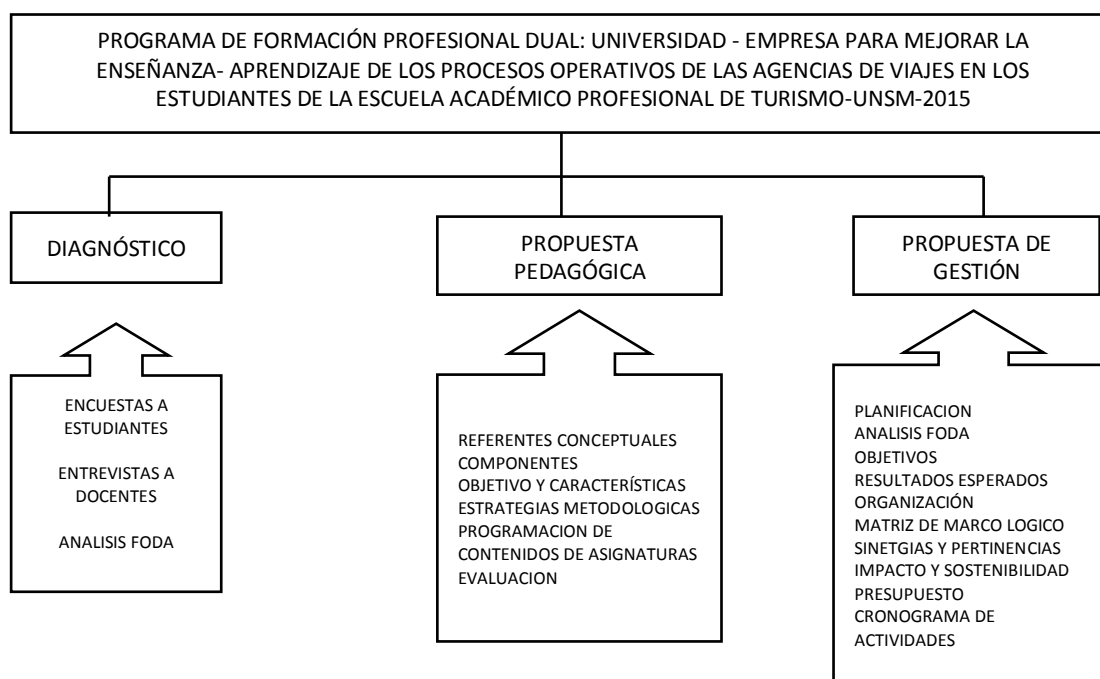 PROGRAMA DE FORMACIÓN PROFESIONAL DUAL: UNIVERSIDAD - EMPRESA PARA MEJORAR LA
ENSEÑANZA- APRENDIZAJE DE LOS PROCESOS OPERATIVOS DE LAS AGENCIAS DE VIAJES EN LOS
ESTUDIANTES DE LA ESCUELA ACADÉMICO PROFESIONAL DE TURISMO-UNSM-2015
DIAGNÓSTICO
PROPUESTA
PEDAGÓGICA
PROPUESTA DE
GESTIÓN
ENCUESTAS A
ESTUDIANTES
ENTREVISTAS A
DOCENTES
ANALISIS FODA
REFERENTES CONCEPTUALES
COMPONENTES
OBJETIVO Y CARACTERÍSTICAS
ESTRATEGIAS METODOLOGICAS
PROGRAMACION DE
CONTENIDOS DE ASIGNATURAS
EVALUACION
PLANIFICACION
ANALISIS FODA
OBJETIVOS
RESULTADOS ESPERADOS
ORGANIZACIÓN
MATRIZ DE MARCO LOGICO
SINETGIAS Y PERTINENCIAS
IMPACTO Y SOSTENIBILIDAD
PRESUPUESTO
CRONOGRAMA DE
ACTIVIDADES